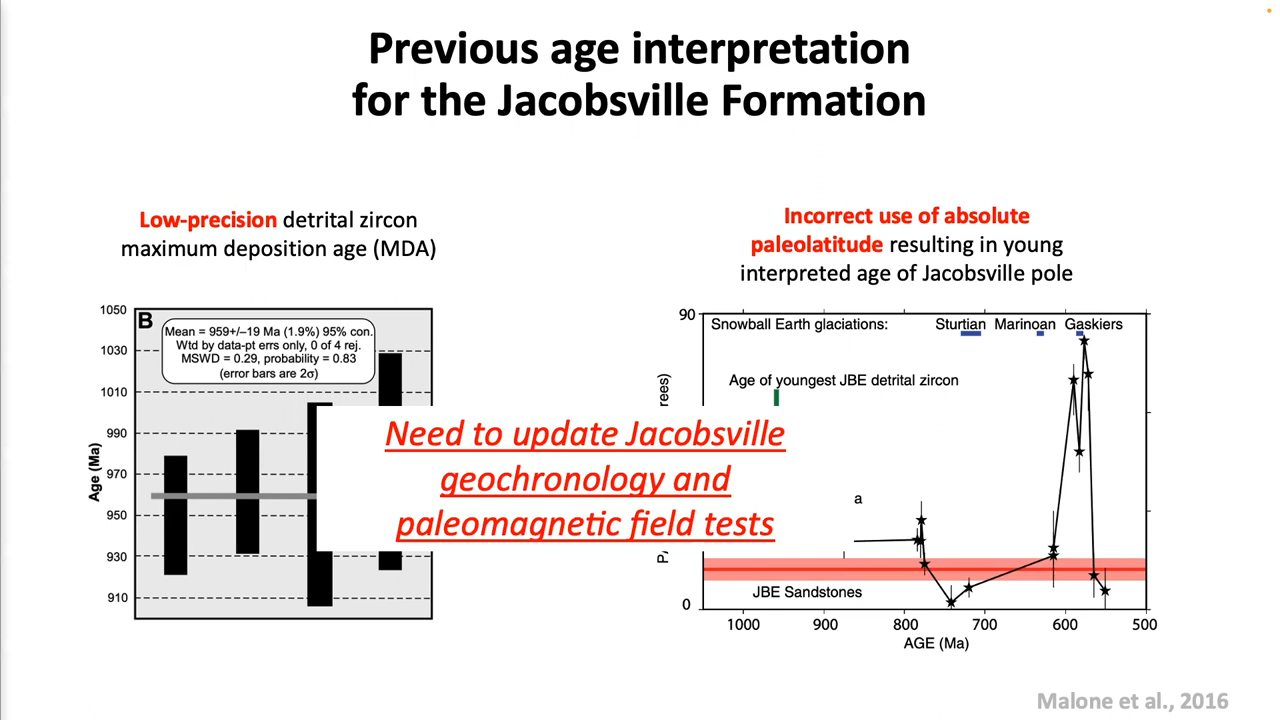 Previous age interpretation
for the Jacobsville Formation
Low-precision detrital zircon
maximum deposition age (MDA)
Incorrect use of absolute
paleolatitude resulting in young
interpreted age of Jacobsville pole
B
Mean = 959+/–19 Ma (1.9%) 95% con.
Wtd by data-pt errs only, 0 of 4 rej.
MSWD = 0.29, probability = 0.83
(error bars are 2σ)
1050
1030
1010
990
970
950
930
910
Age (Ma)
Need to update Jacobsville
geochronology and
paleomagnetic field tests
90
Snowball Earth glaciations: Sturtian Marinoan Gaskiers
Age of youngest JBE detrital zircon
rees)
a
P
JBE Sandstones
0
1000 900 800 700 600 500
AGE (Ma)
Malone et al., 2016